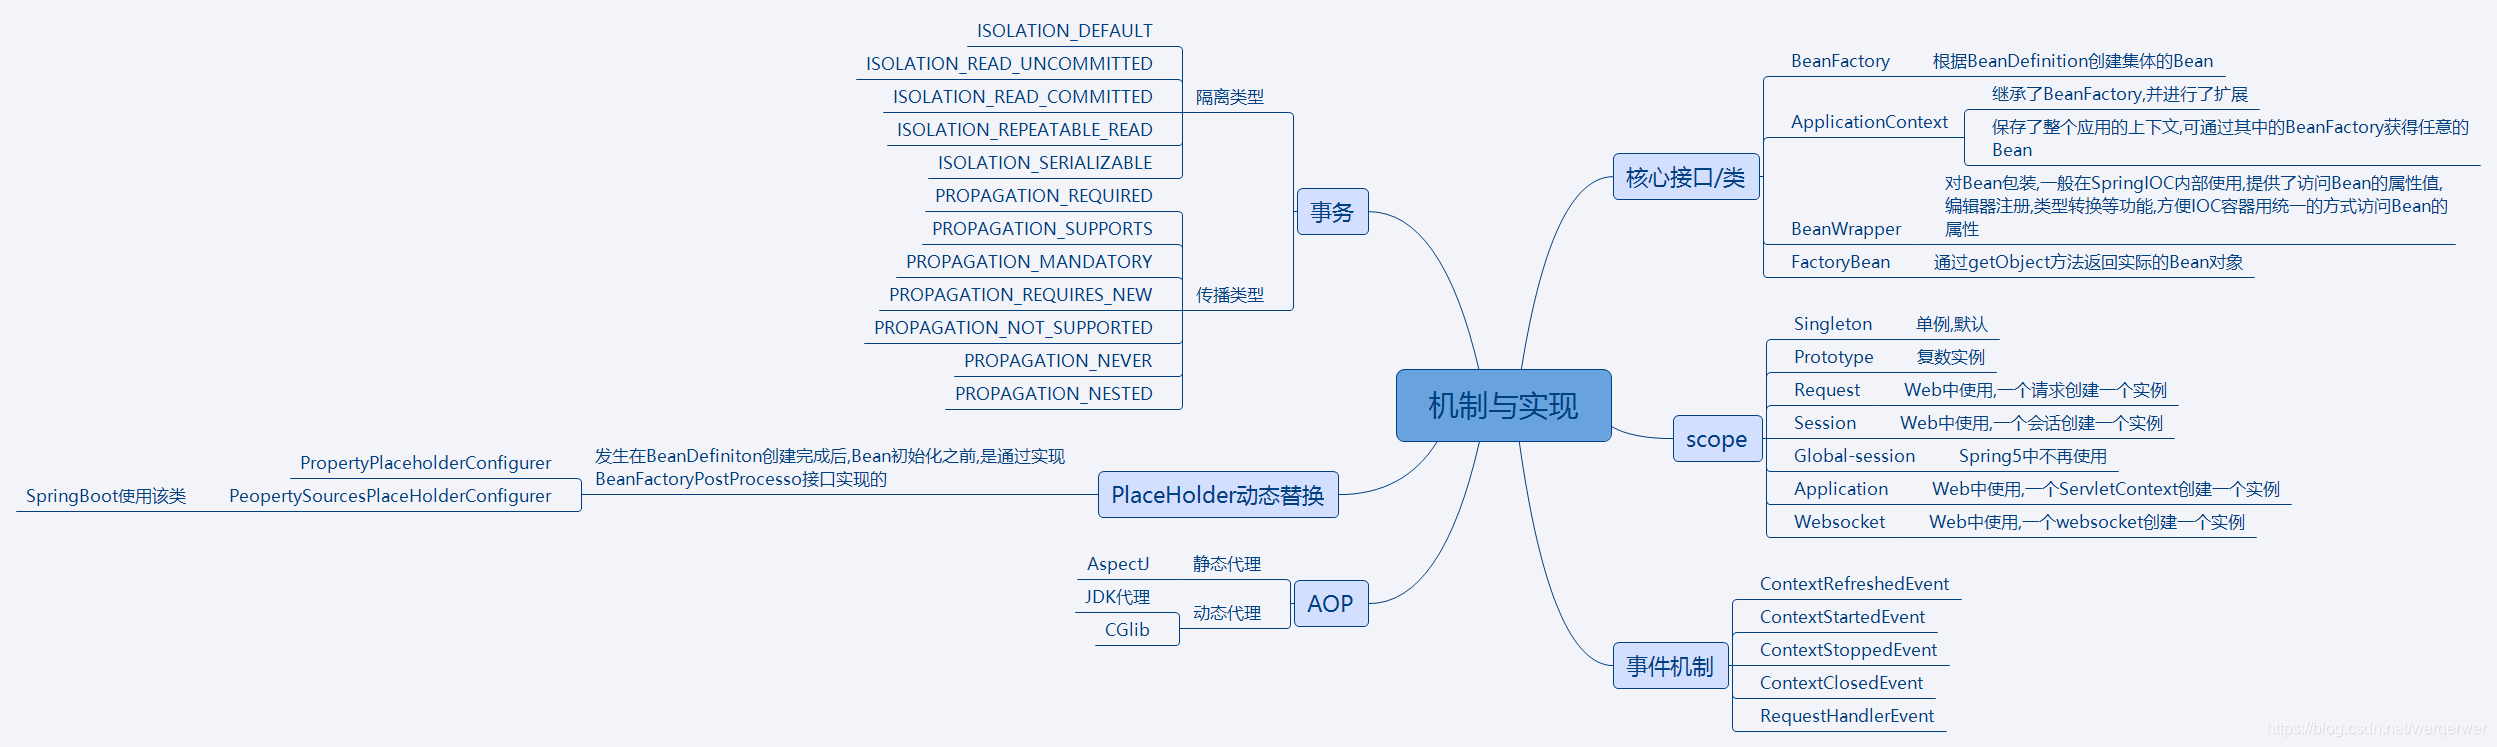 机制与实现
核心接口/类
BeanFactory
根据BeanDefinition创建集体的Bean
ApplicationContext
继承了BeanFactory,并进行了扩展
保存了整个应用的上下文,可通过其中的BeanFactory获得任意的
Bean
BeanWrapper
对Bean包装,一般在SpringIOC内部使用,提供了访问Bean的属性值,
编辑器注册,类型转换等功能,方便IOC容器用统一的方式访问Bean的
属性
FactoryBean
通过getObject方法返回实际的Bean对象
scope
Singleton
单例,默认
Prototype
复数实例
Request
Web中使用,一个请求创建一个实例
Session
Web中使用,一个会话创建一个实例
Global-session
Spring5中不再使用
Application
Web中使用,一个ServletContext创建一个实例
Websocket
Web中使用,一个websocket创建一个实例
事件机制
ContextRefreshedEvent
ContextStartedEvent
ContextStoppedEvent
ContextClosedEvent
RequestHandlerEvent
事务
隔离类型
ISOLATION_DEFAULT
ISOLATION_READ_UNCOMMITTED
ISOLATION_READ_COMMITTED
ISOLATION_REPEATABLE_READ
ISOLATION_SERIALIZABLE
传播类型
PROPAGATION_REQUIRED
PROPAGATION_SUPPORTS
PROPAGATION_MANDATORY
PROPAGATION_REQUIRES_NEW
PROPAGATION_NOT_SUPPORTED
PROPAGATION_NEVER
PROPAGATION_NESTED
PlaceHolder动态替换
发生在BeanDefiniton创建完成后,Bean初始化之前,是通过实现
BeanFactoryPostProcesso接口实现的
PropertyPlaceholderConfigurer
PeopertySourcesPlaceHolderConfigurer
SpringBoot使用该类
AOP
静态代理
AspectJ
动态代理
JDK代理
CGlib
https://blog.csdn.net/werqerwer